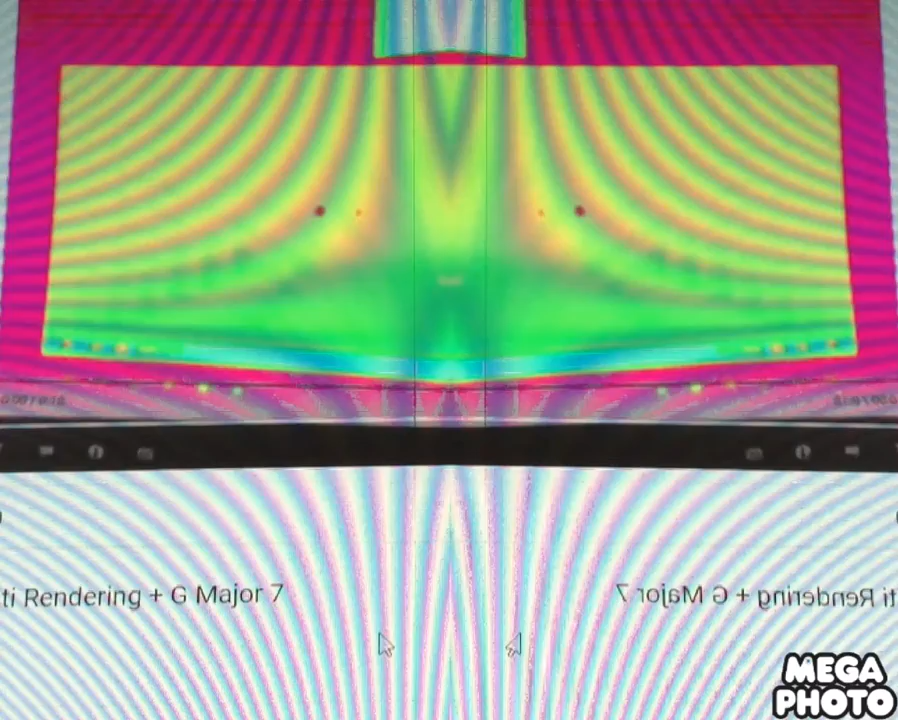 ti Rendering + G Major 7
ti Rendering + G Major 7
MEGA
PHOTO